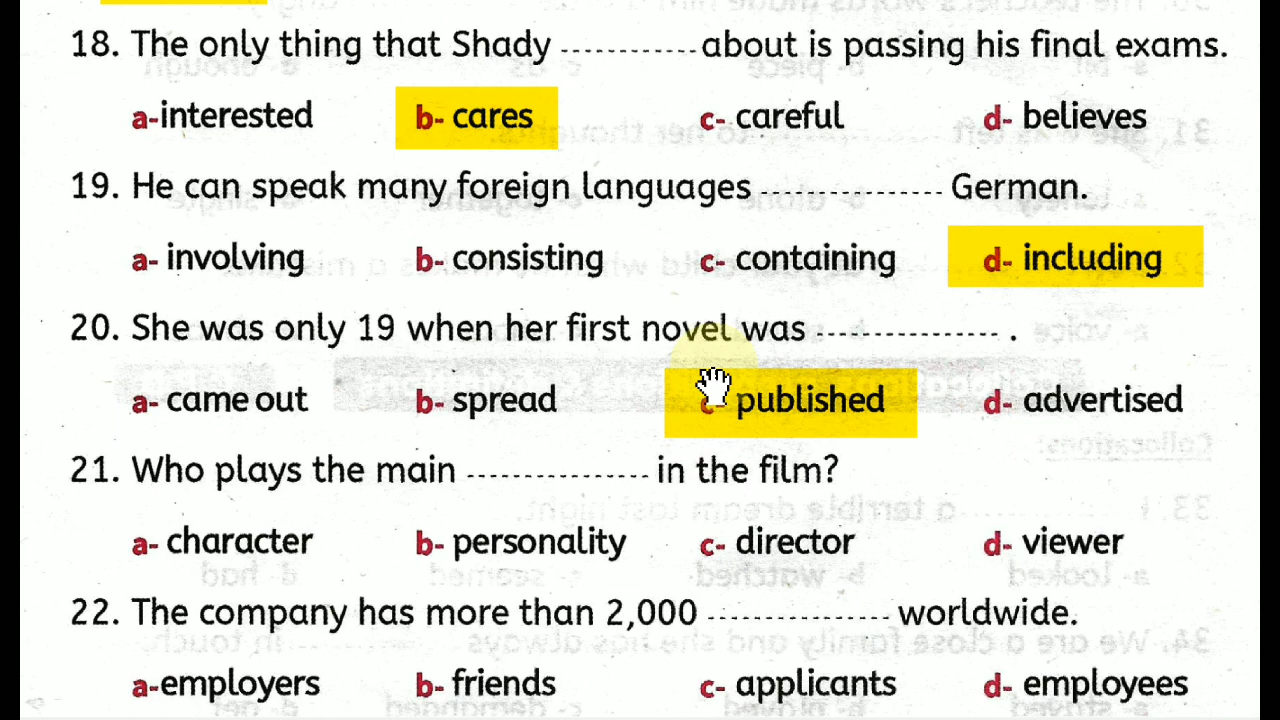 18. The only thing that Shady ------------ about is passing his final exams.
a-interested b- cares c- careful d- believes
19. He can speak many foreign languages ---------------- German.
a- involving b- consisting c- containing d- including
20. She was only 19 when her first novel was ---------------- .
a- came out b- spread c- published d- advertised
21. Who plays the main ---------------- in the film?
a- character b- personality c- director d- viewer
22. The company has more than 2,000 ---------------- worldwide.
a-employers b- friends c- applicants d- employees